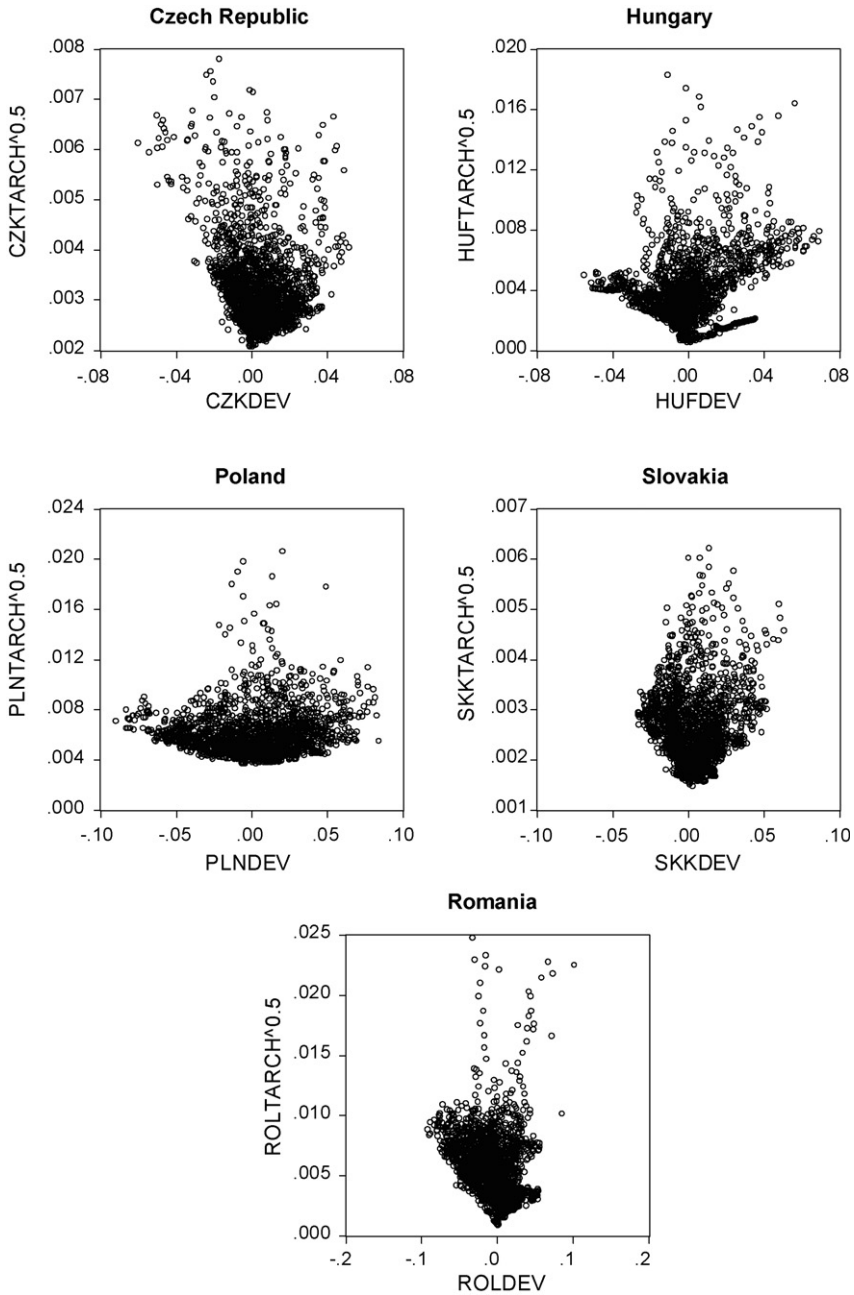 Czech Republic
.008
.007
.006
.005
.004
.003
.002
CZKTARCH^0.5
-.08 -.04 .00 .04 .08
CZKDEV
Hungary
.020
.016
.012
.008
.004
.000
HUFTARCH^0.5
-.08 -.04 .00 .04 .08
HUFDEV
Poland
.024
.020
.016
.012
.008
.004
.000
PLNTARCH^0.5
-.10 -.05 .00 .05 .10
PLNDEV
Slovakia
.007
.006
.005
.004
.003
.002
.001
SKKTARCH^0.5
-.10 -.05 .00 .05 .10
SKKDEV
Romania
.025
.020
.015
.010
.005
.000
ROLTARCH^0.5
-.2 -.1 .0 .1 .2
ROLDEV